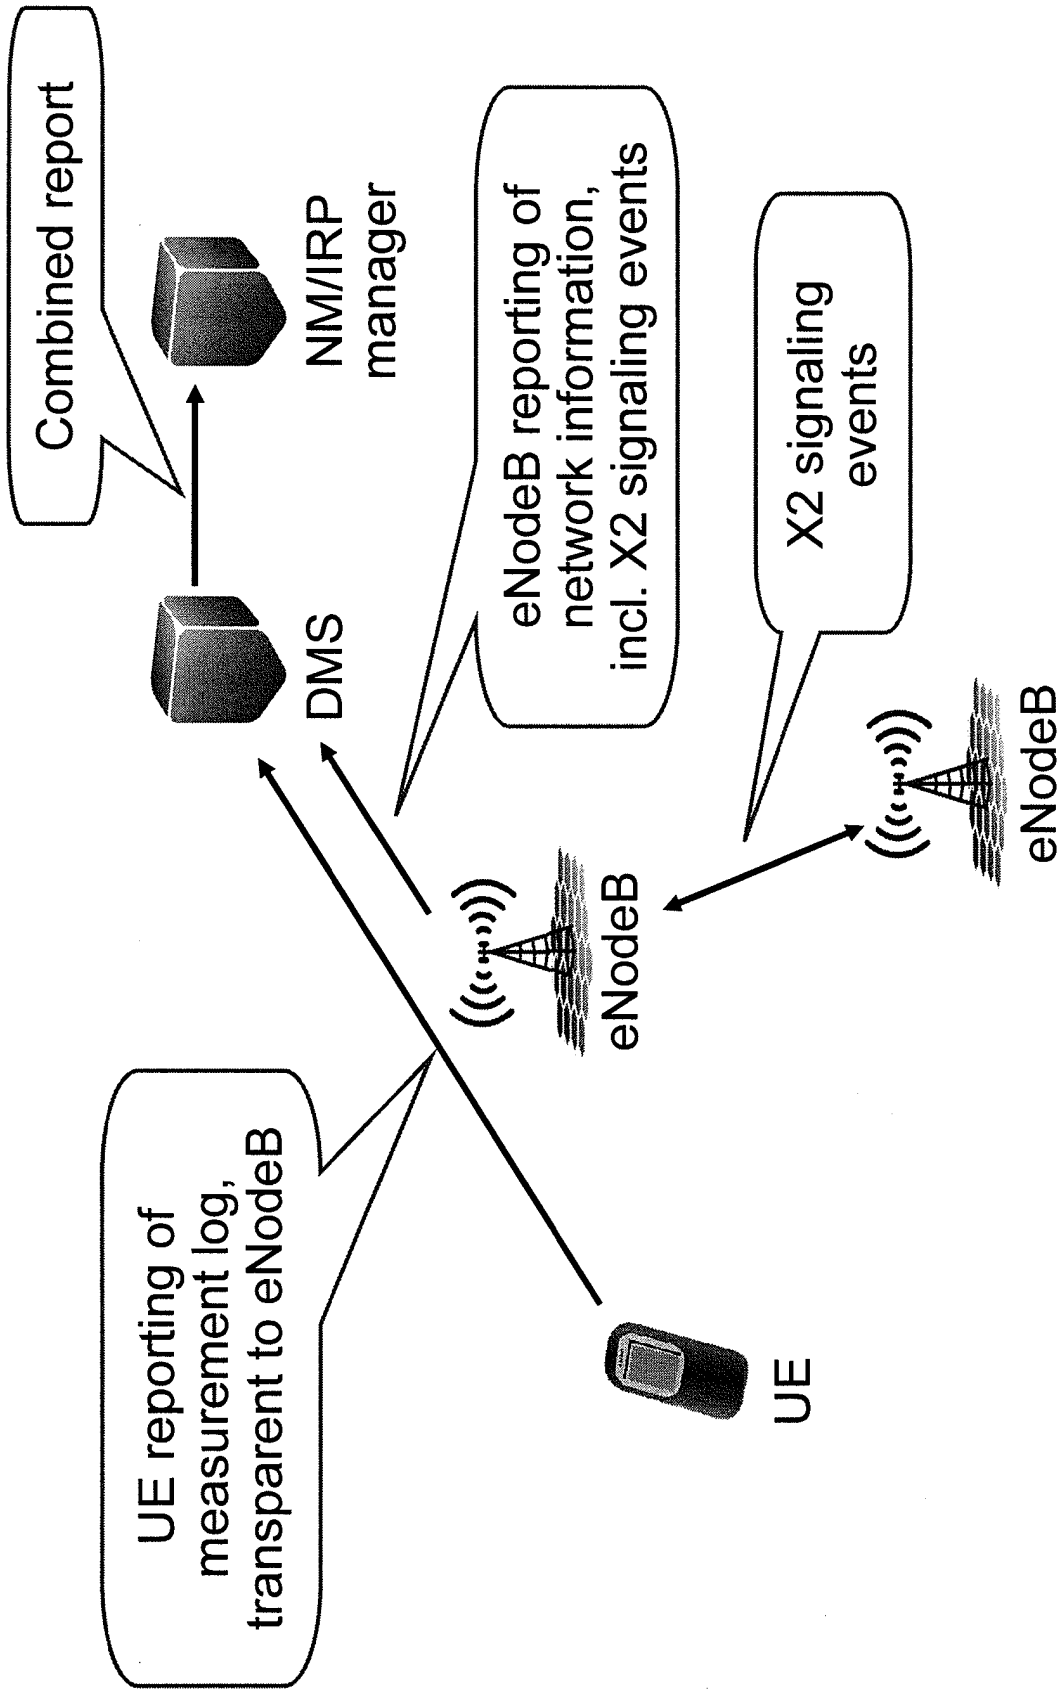 Combined report
NM/IRP
manager
DMS
eNodeB reporting of
network information,
incl. X2 signaling events
X2 signaling
events
UE reporting of
measurement log,
transparent to eNodeB
eNodeB
eNodeB
UE